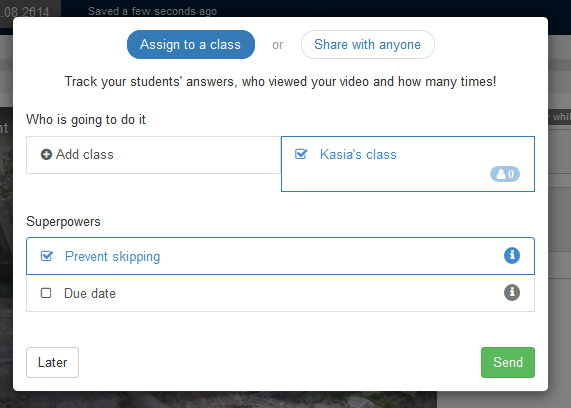 .08 2014 Saved a few seconds ago
Assign to a class or Share with anyone
Track your students' answers, who viewed your video and how many times!
Who is going to do it
Add class
Kasia's class
0
Superpowers
Prevent skipping
Due date
Later Send